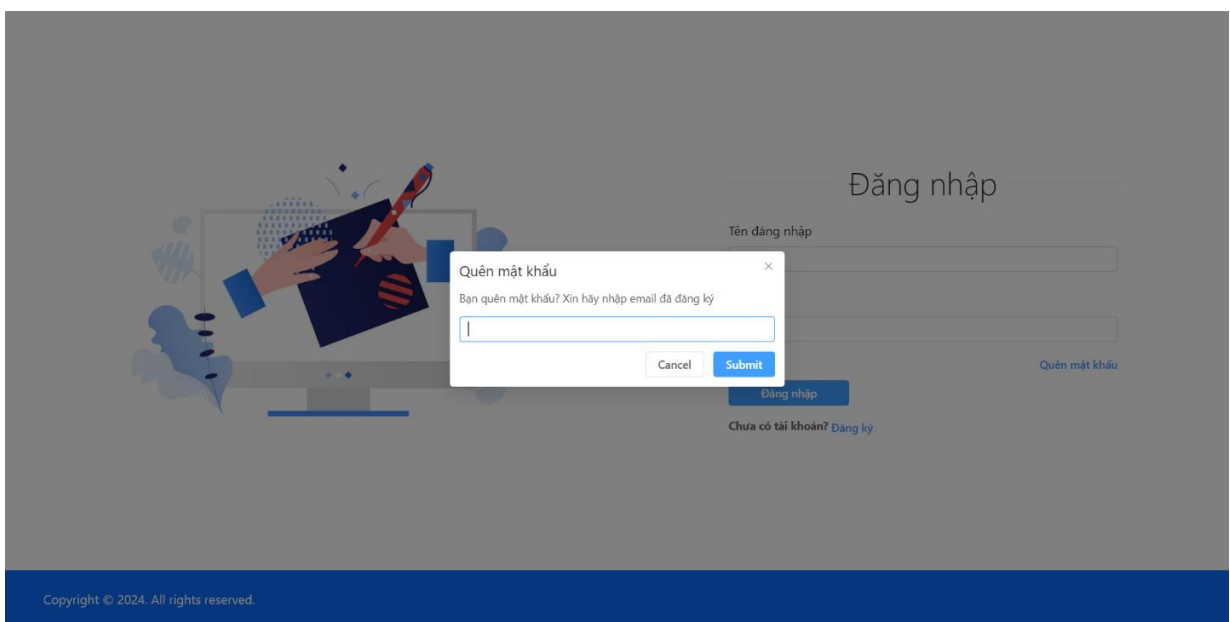 Đăng nhập
Tên đăng nhập
Quên mật khẩu
Bạn quên mật khẩu? Xin hãy nhập email đã đăng ký
Cancel
Submit
Quên mật khẩu
Đăng nhập
Chưa có tài khoản? Đăng ký
Copyright © 2024. All rights reserved.